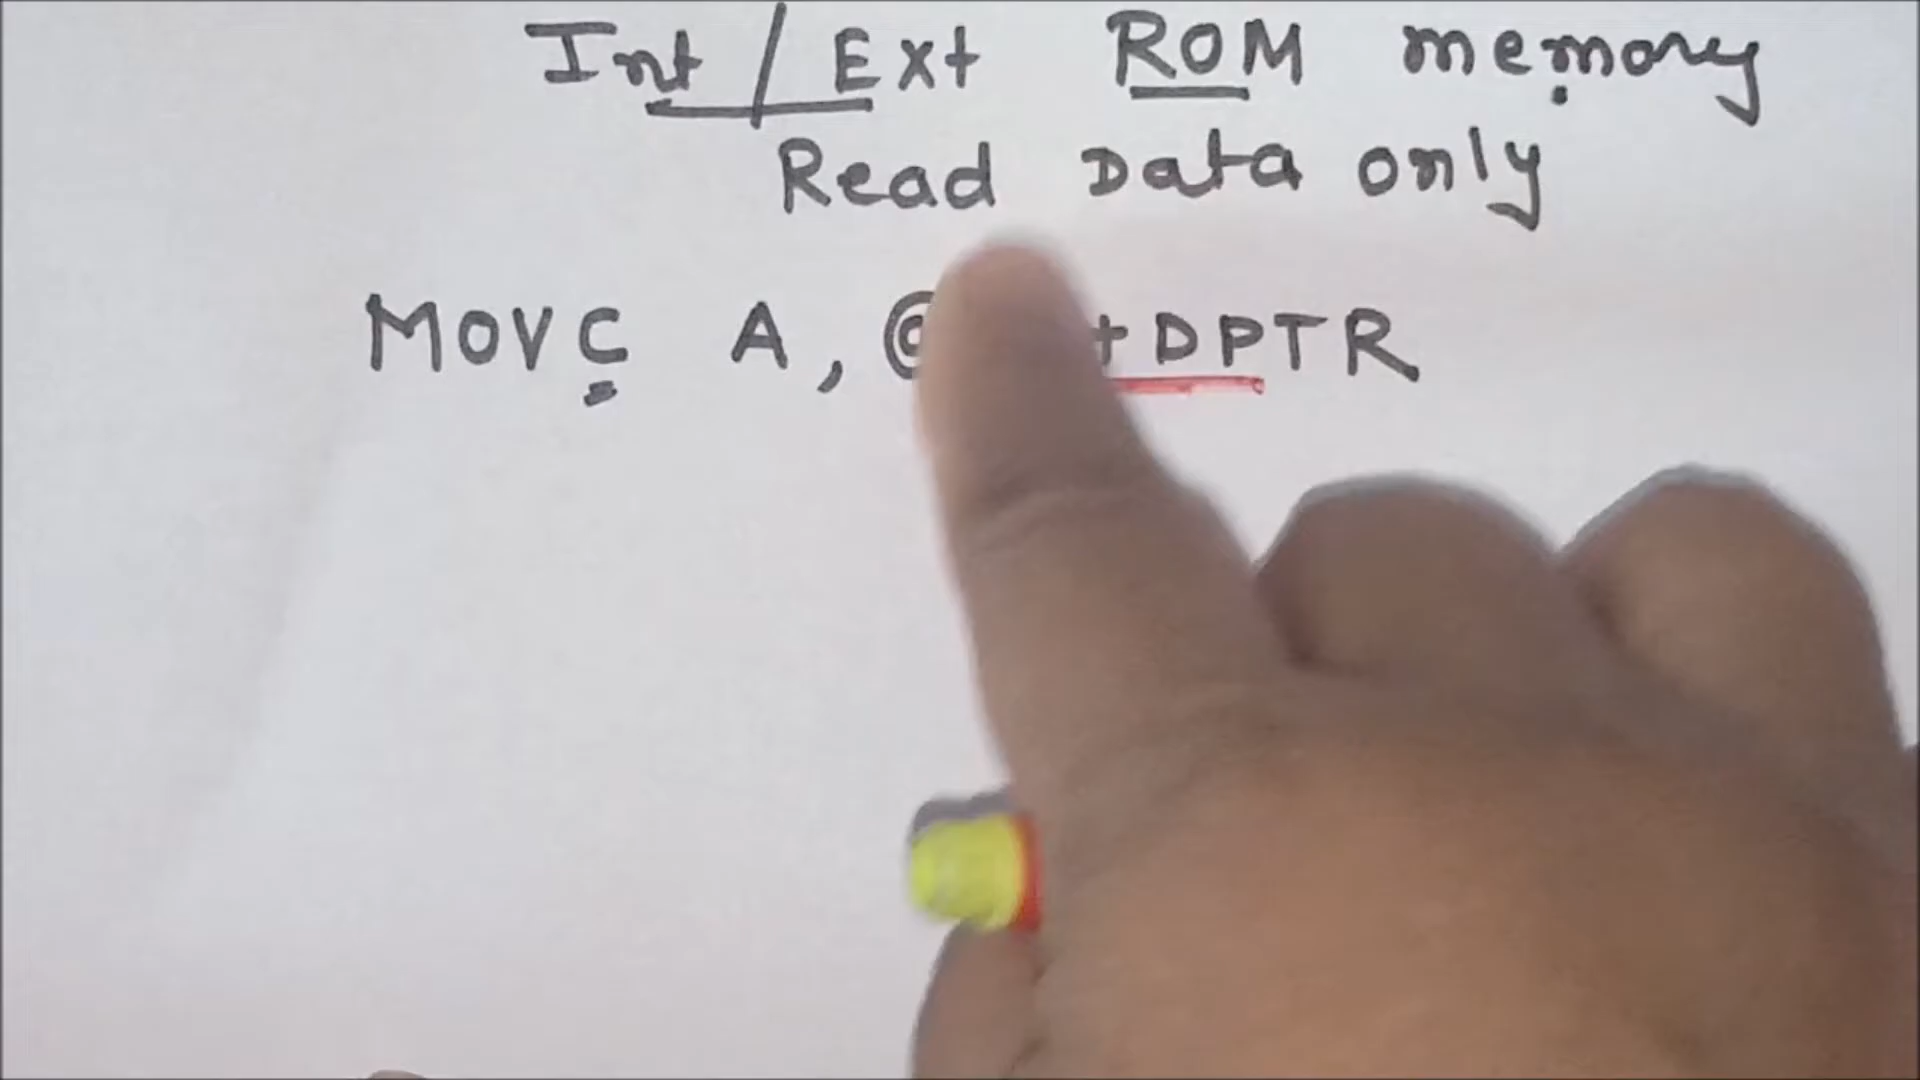 Int / Ext ROM memory
Read Data only
MOVC A, @ +DPTR